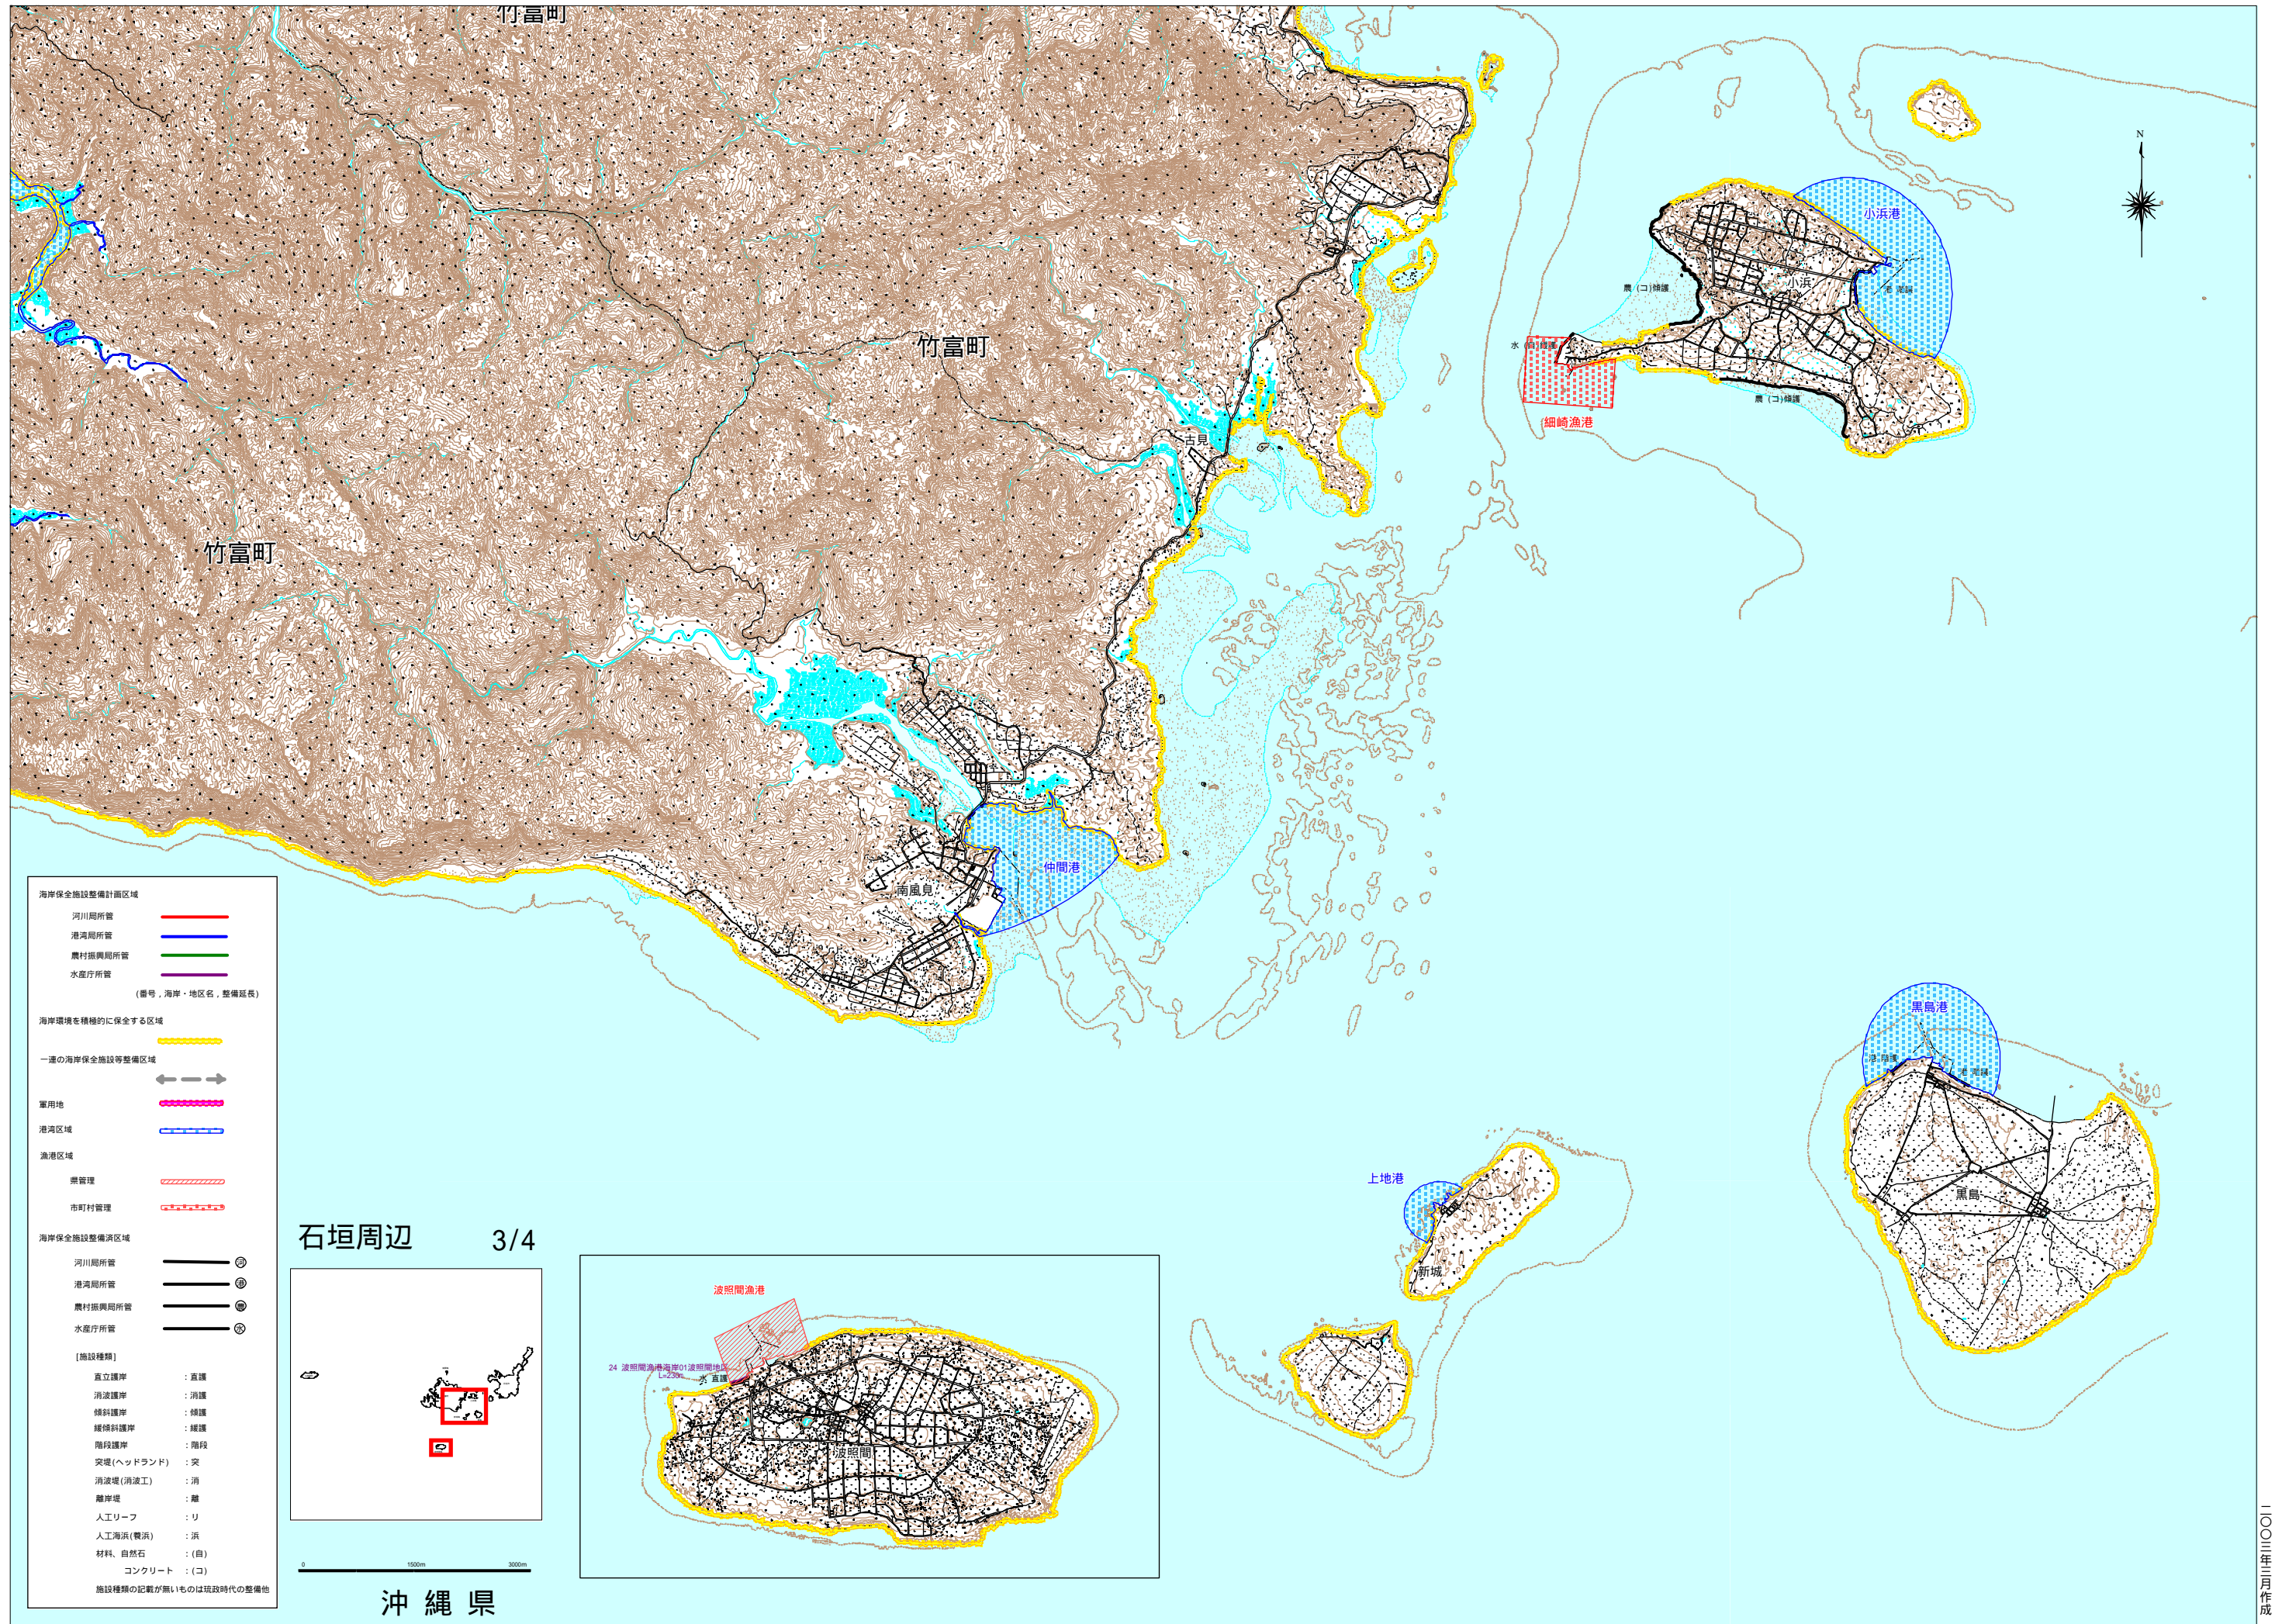 竹富町
N
小浜港
小浜
農 (コ)傾護
竹富町
細崎漁港
農 (コ)傾護
古見
竹富町
仲間港
南風見
海岸保全施設整備計画区域
河川局所管
港湾局所管
農村振興局所管
水産庁所管
(番号，海岸・地区名，整備延長)
海岸環境を積極的に保全する区域
一連の海岸保全施設等整備区域
軍用地
港湾区域
漁港区域
県管理
市町村管理
海岸保全施設整備済区域
河川局所管 河
港湾局所管 港
農村振興局所管 農
水産庁所管 水
[施設種類]
直立護岸 : 直護
消波護岸 : 消護
傾斜護岸 : 傾護
緩傾斜護岸 : 緩護
階段護岸 : 階段
突堤(ヘッドランド) : 突
消波堤(消波工) : 消
離岸堤 : 離
人工リーフ : リ
人工海浜(養浜) : 浜
材料、自然石 : (自)
コンクリート : (コ)
施設種類の記載が無いものは琉政時代の整備他
黒島港
港 階護
黒島
上地港
新城
石垣周辺 3/4
波照間漁港
24 波照間漁港海岸01波照間地区
L=230m
水 直護
波照間
0 1500m 3000m
沖縄県
二〇〇三年三月作成